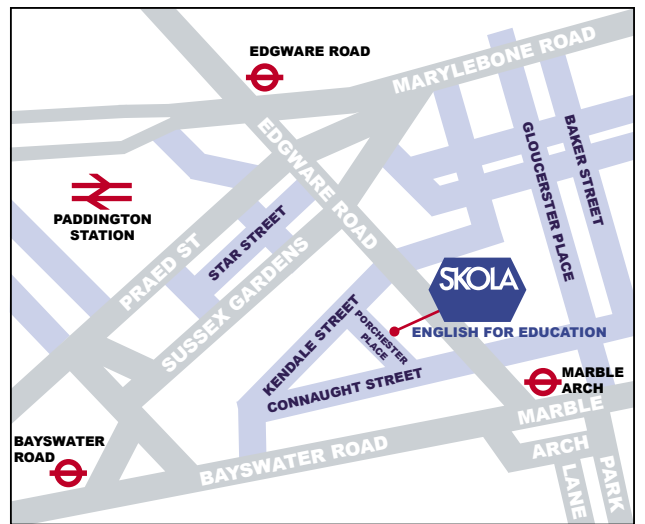 EDGWARE ROAD
MARYLEBONE ROAD
EDGWARE ROAD
GLOUCERSTER PLACE
BAKER STREET
PADDINGTON
STATION
PRAED ST
STAR STREET
SUSSEX GARDENS
SKOLA
ENGLISH FOR EDUCATION
KENDALE STREET
PORCHESTER
PLACE
CONNAUGHT STREET
MARBLE
ARCH
MARBLE
ARCH
BAYSWATER
ROAD
BAYSWATER ROAD
PARK
LANE